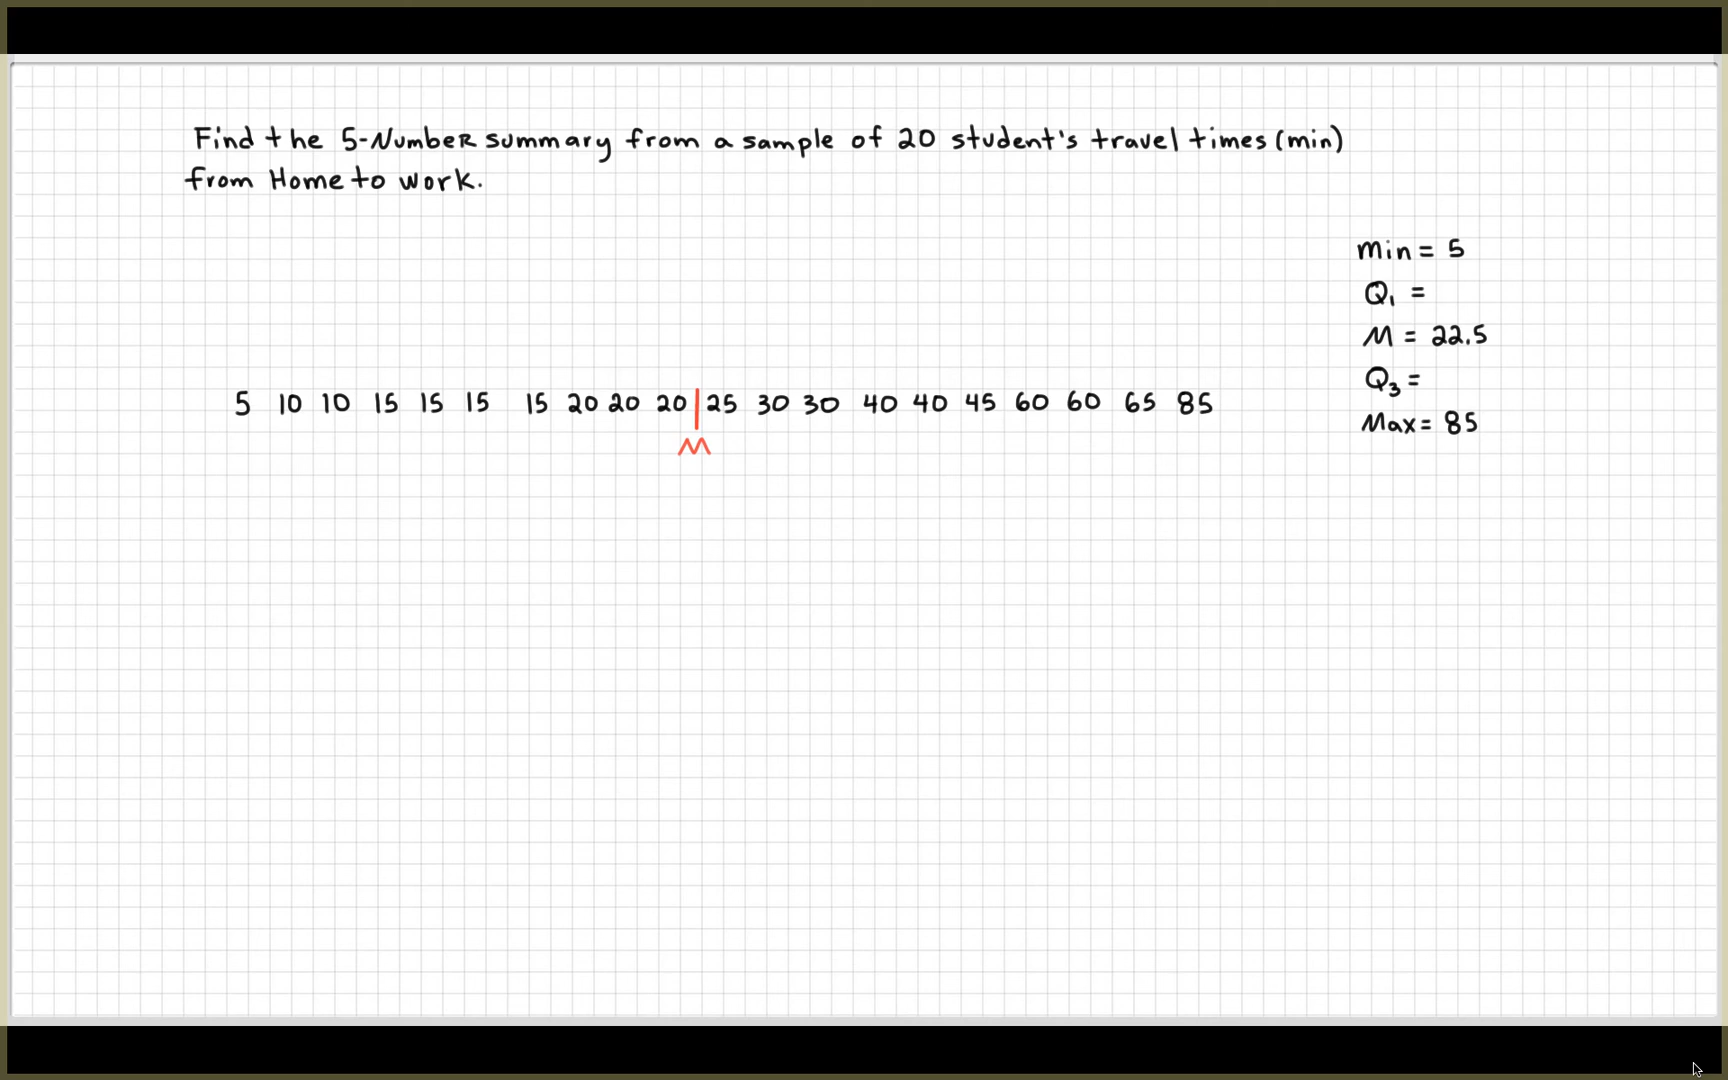 Find the 5-Number summary from a sample of 20 student's travel times (min)
from Home to work.
min = 5
Q₁ =
M = 22.5
Q₃ =
Max = 85
5 10 10 15 15 15 15 20 20 20 | 25 30 30 40 40 45 60 60 65 85
M